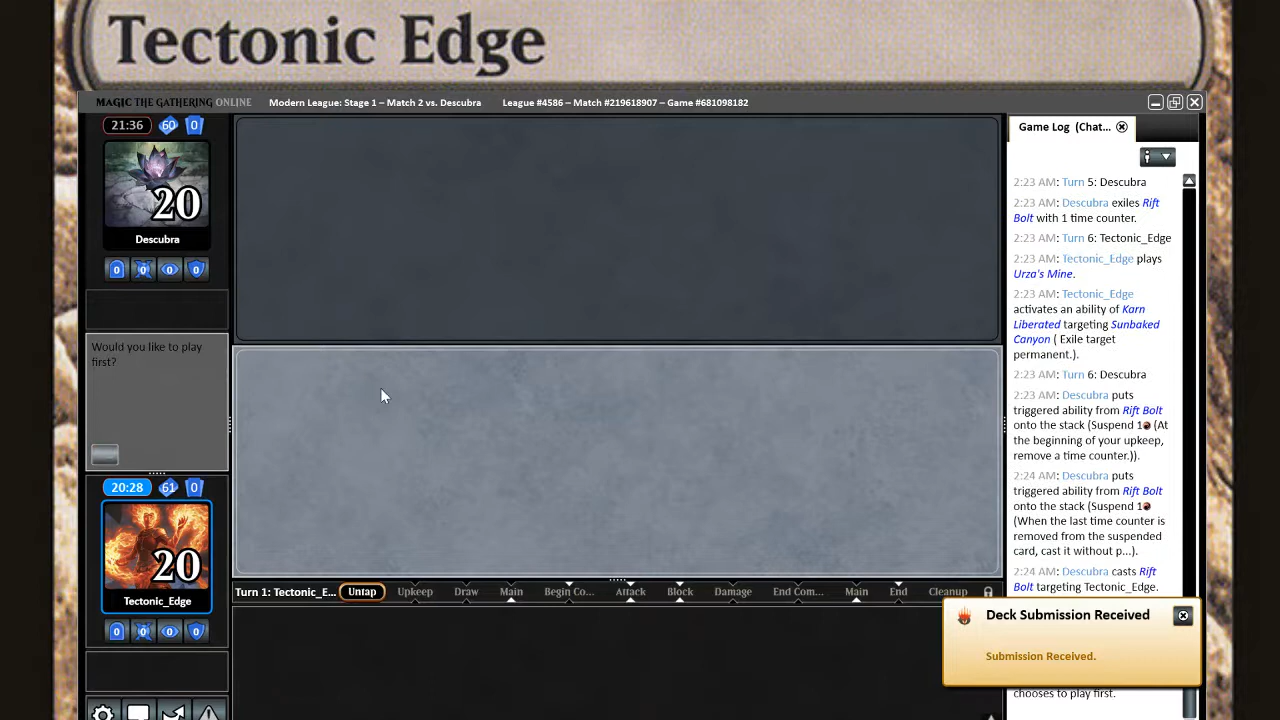 Tectonic Edge
MAGIC THE GATHERING ONLINE
Modern League: Stage 1 – Match 2 vs. Descubra
League #4586 – Match #219618907 – Game #681098182
21:36
60
0
20
Descubra
0
0
0
0
Would you like to play
first?
20:28
61
0
20
Tectonic_Edge
0
0
0
0
Turn 1: Tectonic_E...
Untap
Upkeep
Draw
Main
Begin Co...
Attack
Block
Damage
End Com...
Main
End
Cleanup
Game Log (Chat...
2:23 AM: Turn 5: Descubra
2:23 AM: Descubra exiles Rift
Bolt with 1 time counter.
2:23 AM: Turn 6: Tectonic_Edge
2:23 AM: Tectonic_Edge plays
Urza's Mine.
2:23 AM: Tectonic_Edge
activates an ability of Karn
Liberated targeting Sunbaked
Canyon ( Exile target
permanent.).
2:23 AM: Turn 6: Descubra
2:23 AM: Descubra puts
triggered ability from Rift Bolt
onto the stack (Suspend 1 (At
the beginning of your upkeep,
remove a time counter.)).
2:24 AM: Descubra puts
triggered ability from Rift Bolt
onto the stack (Suspend 1
(When the last time counter is
removed from the suspended
card, cast it without p...).
2:24 AM: Descubra casts Rift
Bolt targeting Tectonic_Edge.
Deck Submission Received
Submission Received.
chooses to play first.